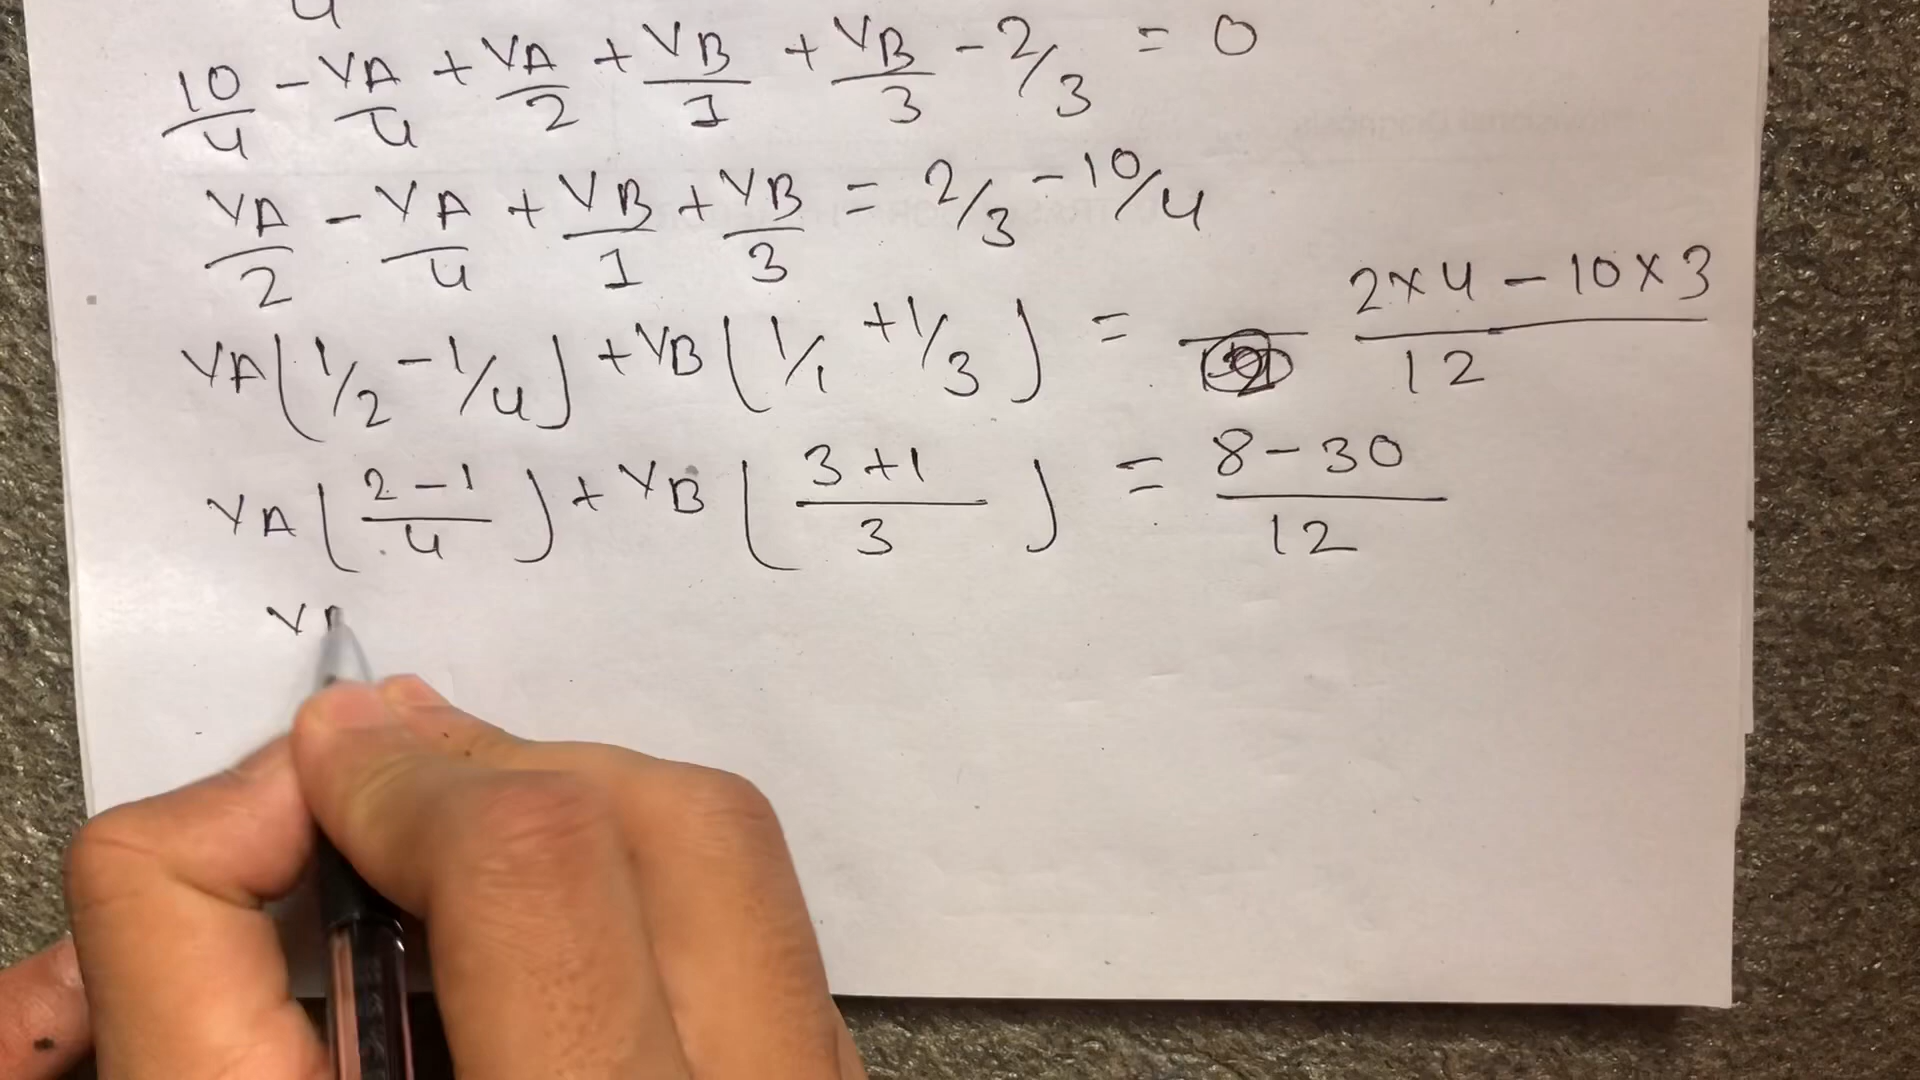 10/4 - VA/4 + VA/2 + VB/1 + VB/3 - 2/3 = 0
VA/2 - VA/4 + VB/1 + VB/3 = 2/3 - 10/4
VA(1/2 - 1/4) + VB(1/1 + 1/3) = (2×4 - 10×3)/12
VA((2-1)/4) + VB((3+1)/3) = (8-30)/12
V